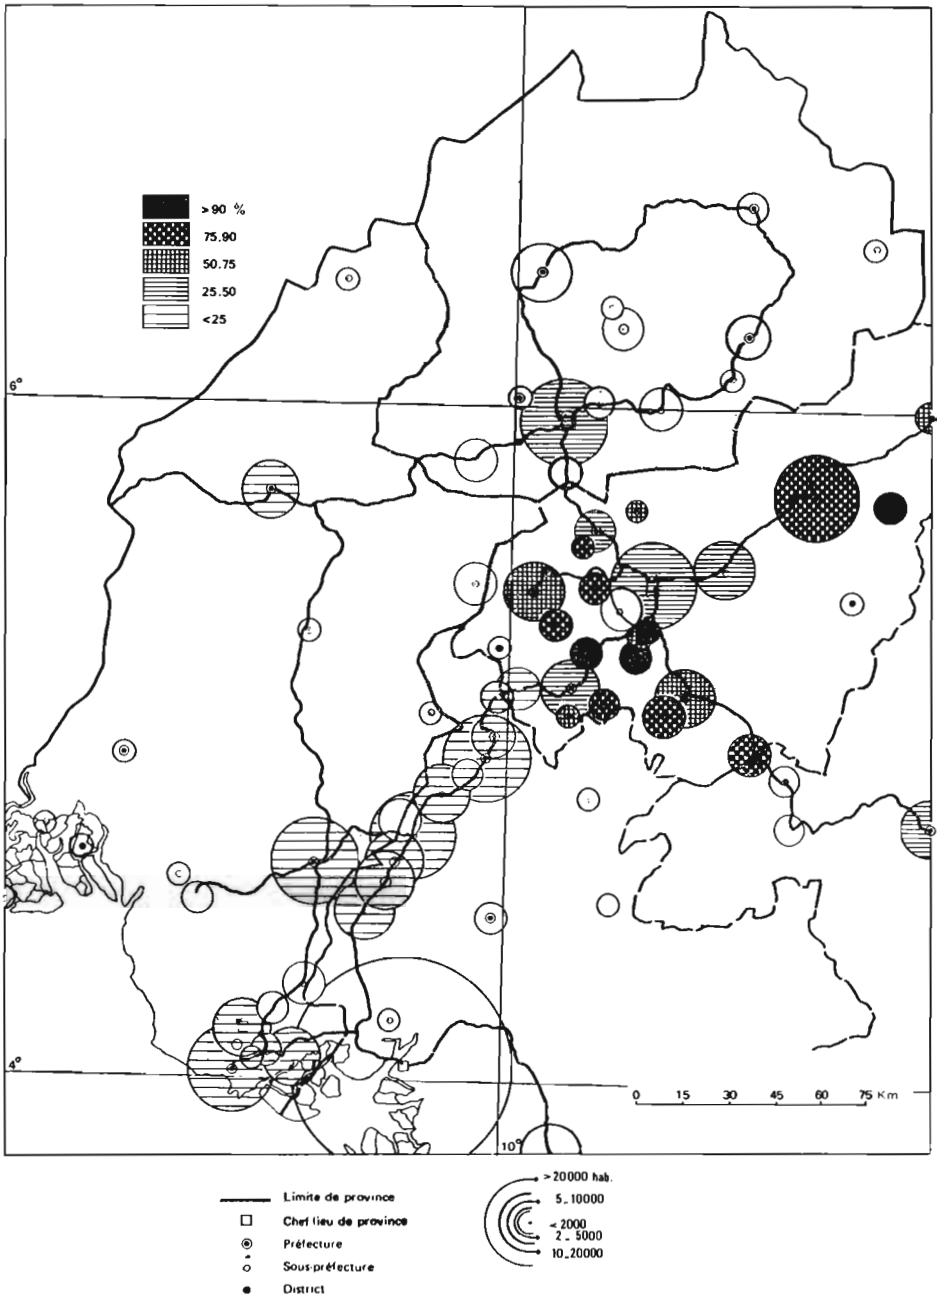 >90 %
75.90
50.75
25.50
<25
6°
4°
0 15 30 45 60 75 Km
10°
>20000 hab.
5_10000
<2000
2_5000
10_20000
Limite de province
Chef lieu de province
Préfecture
Sous-préfecture
District